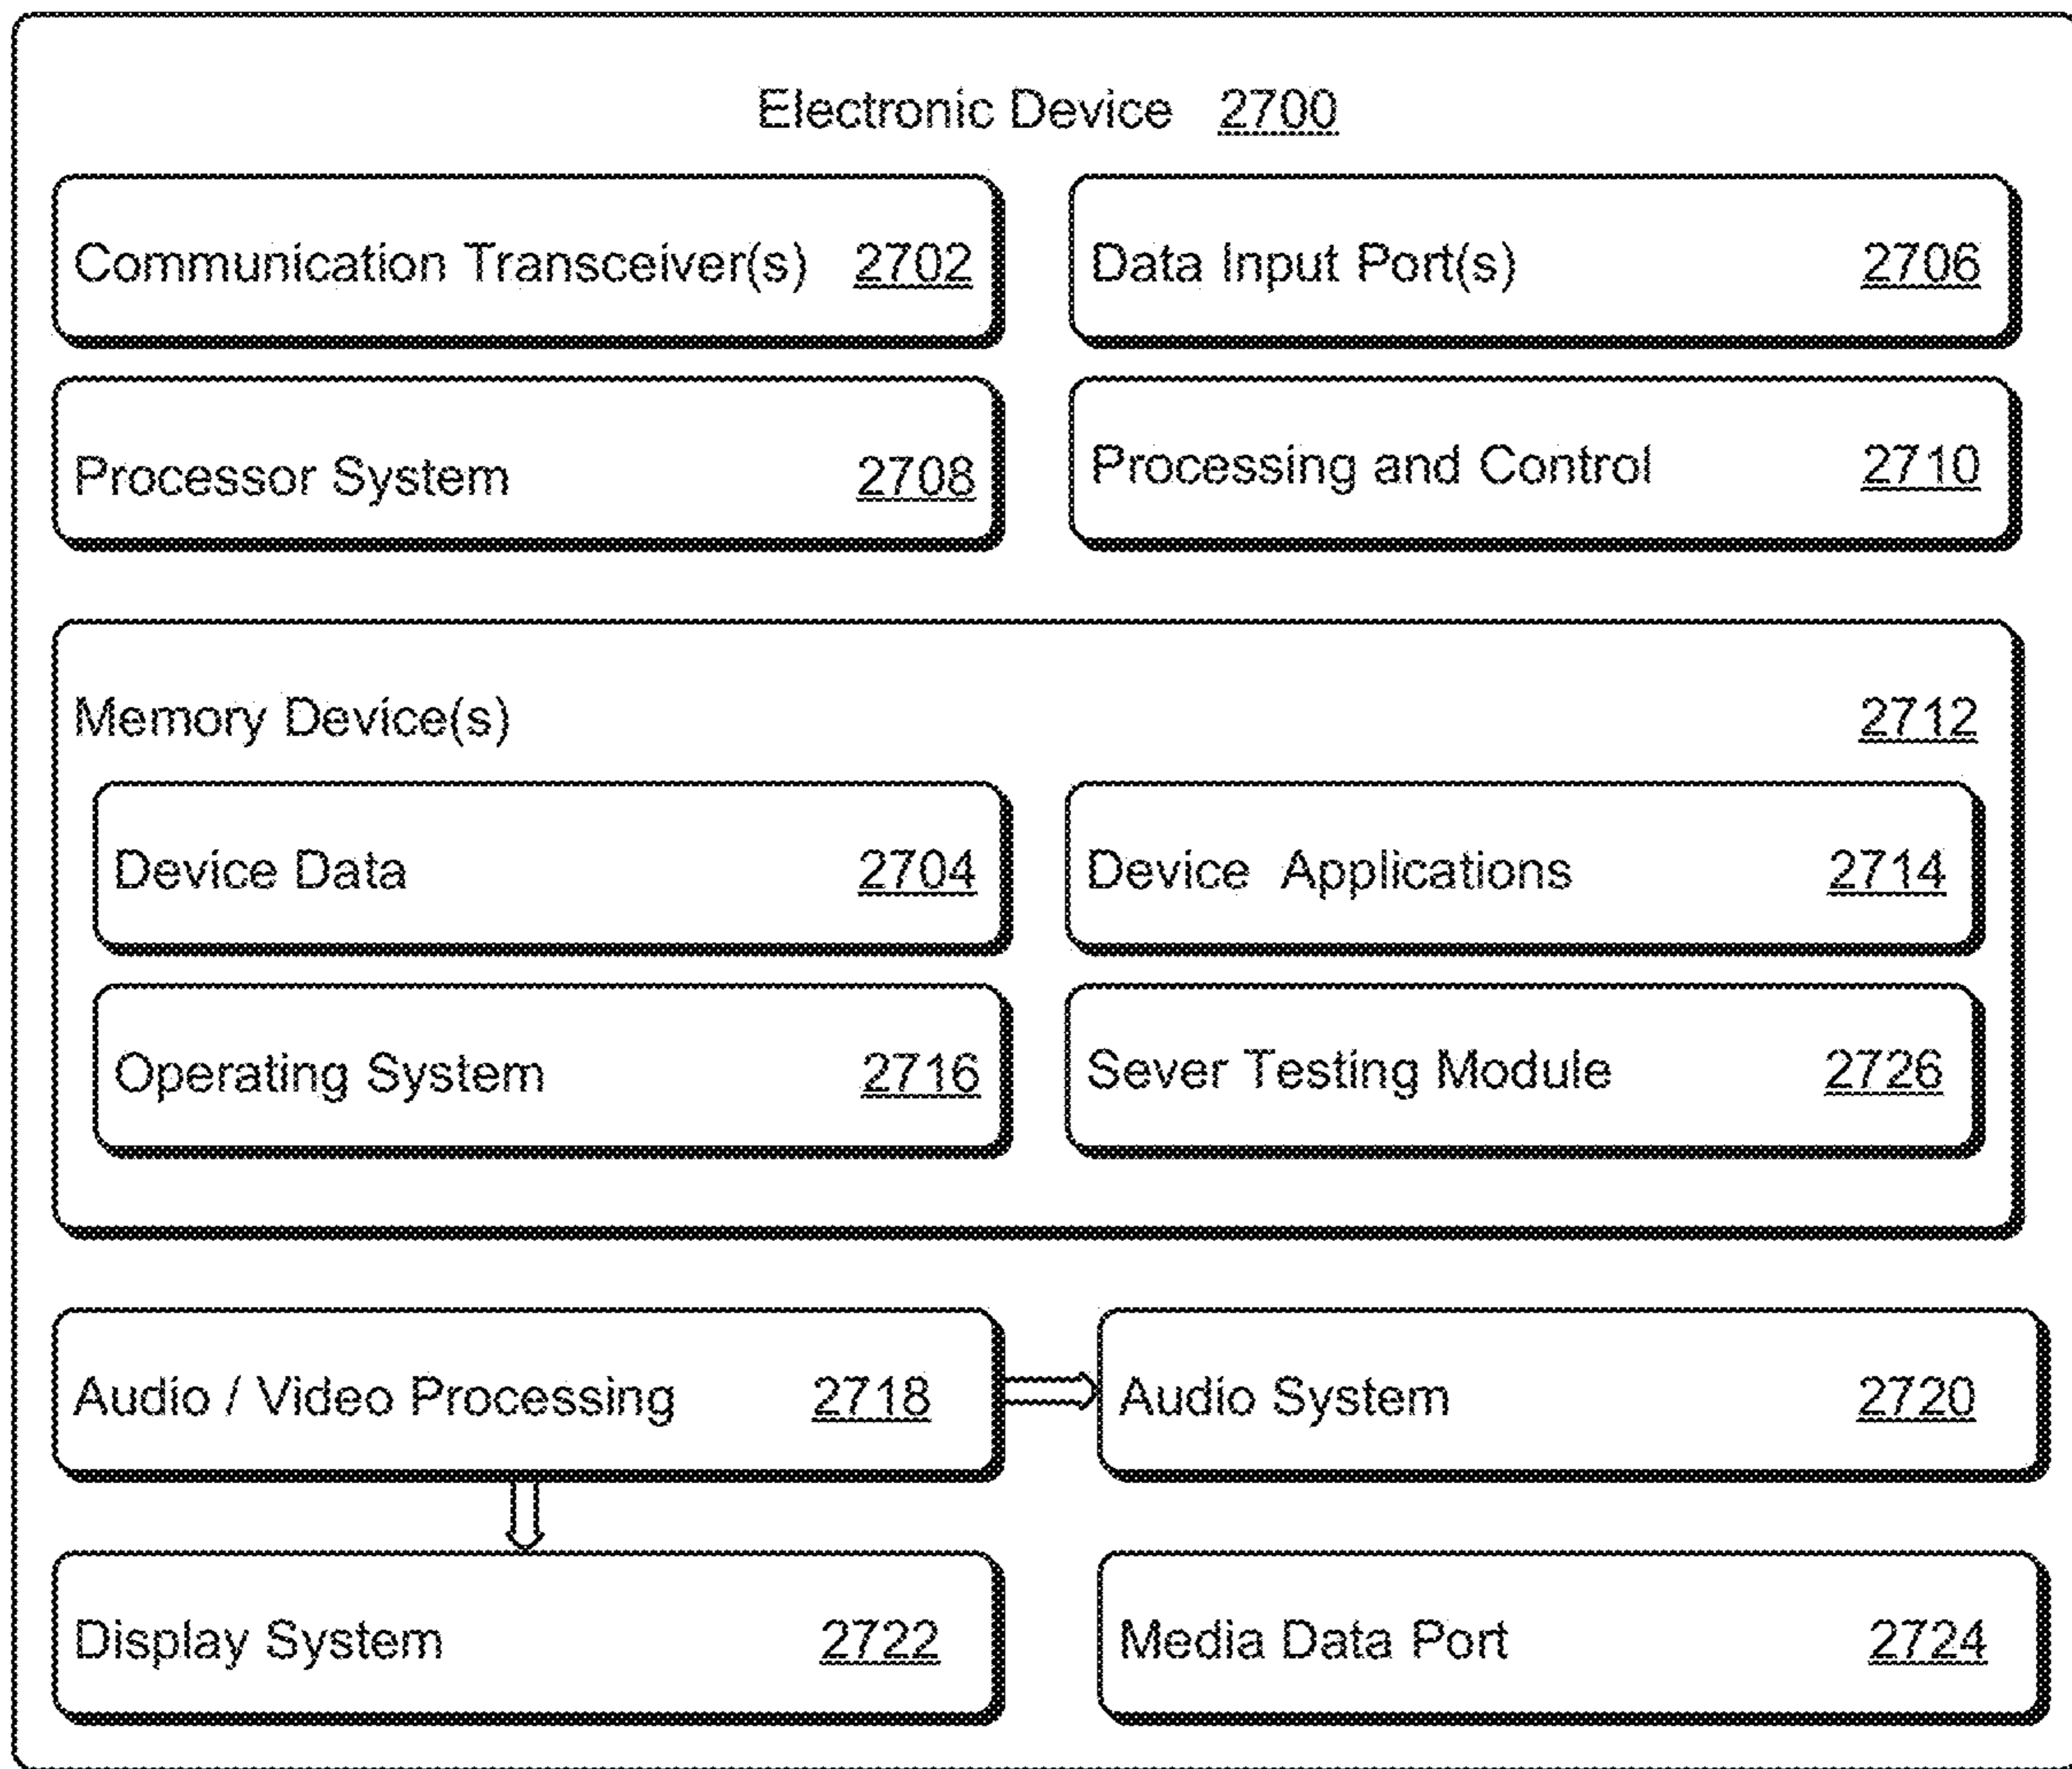 Electronic Device 2700
Communication Transceiver(s) 2702
Data Input Port(s) 2706
Processor System 2708
Processing and Control 2710
Memory Device(s) 2712
Device Data 2704
Device Applications 2714
Operating System 2716
Sever Testing Module 2726
Audio / Video Processing 2718
Audio System 2720
Display System 2722
Media Data Port 2724